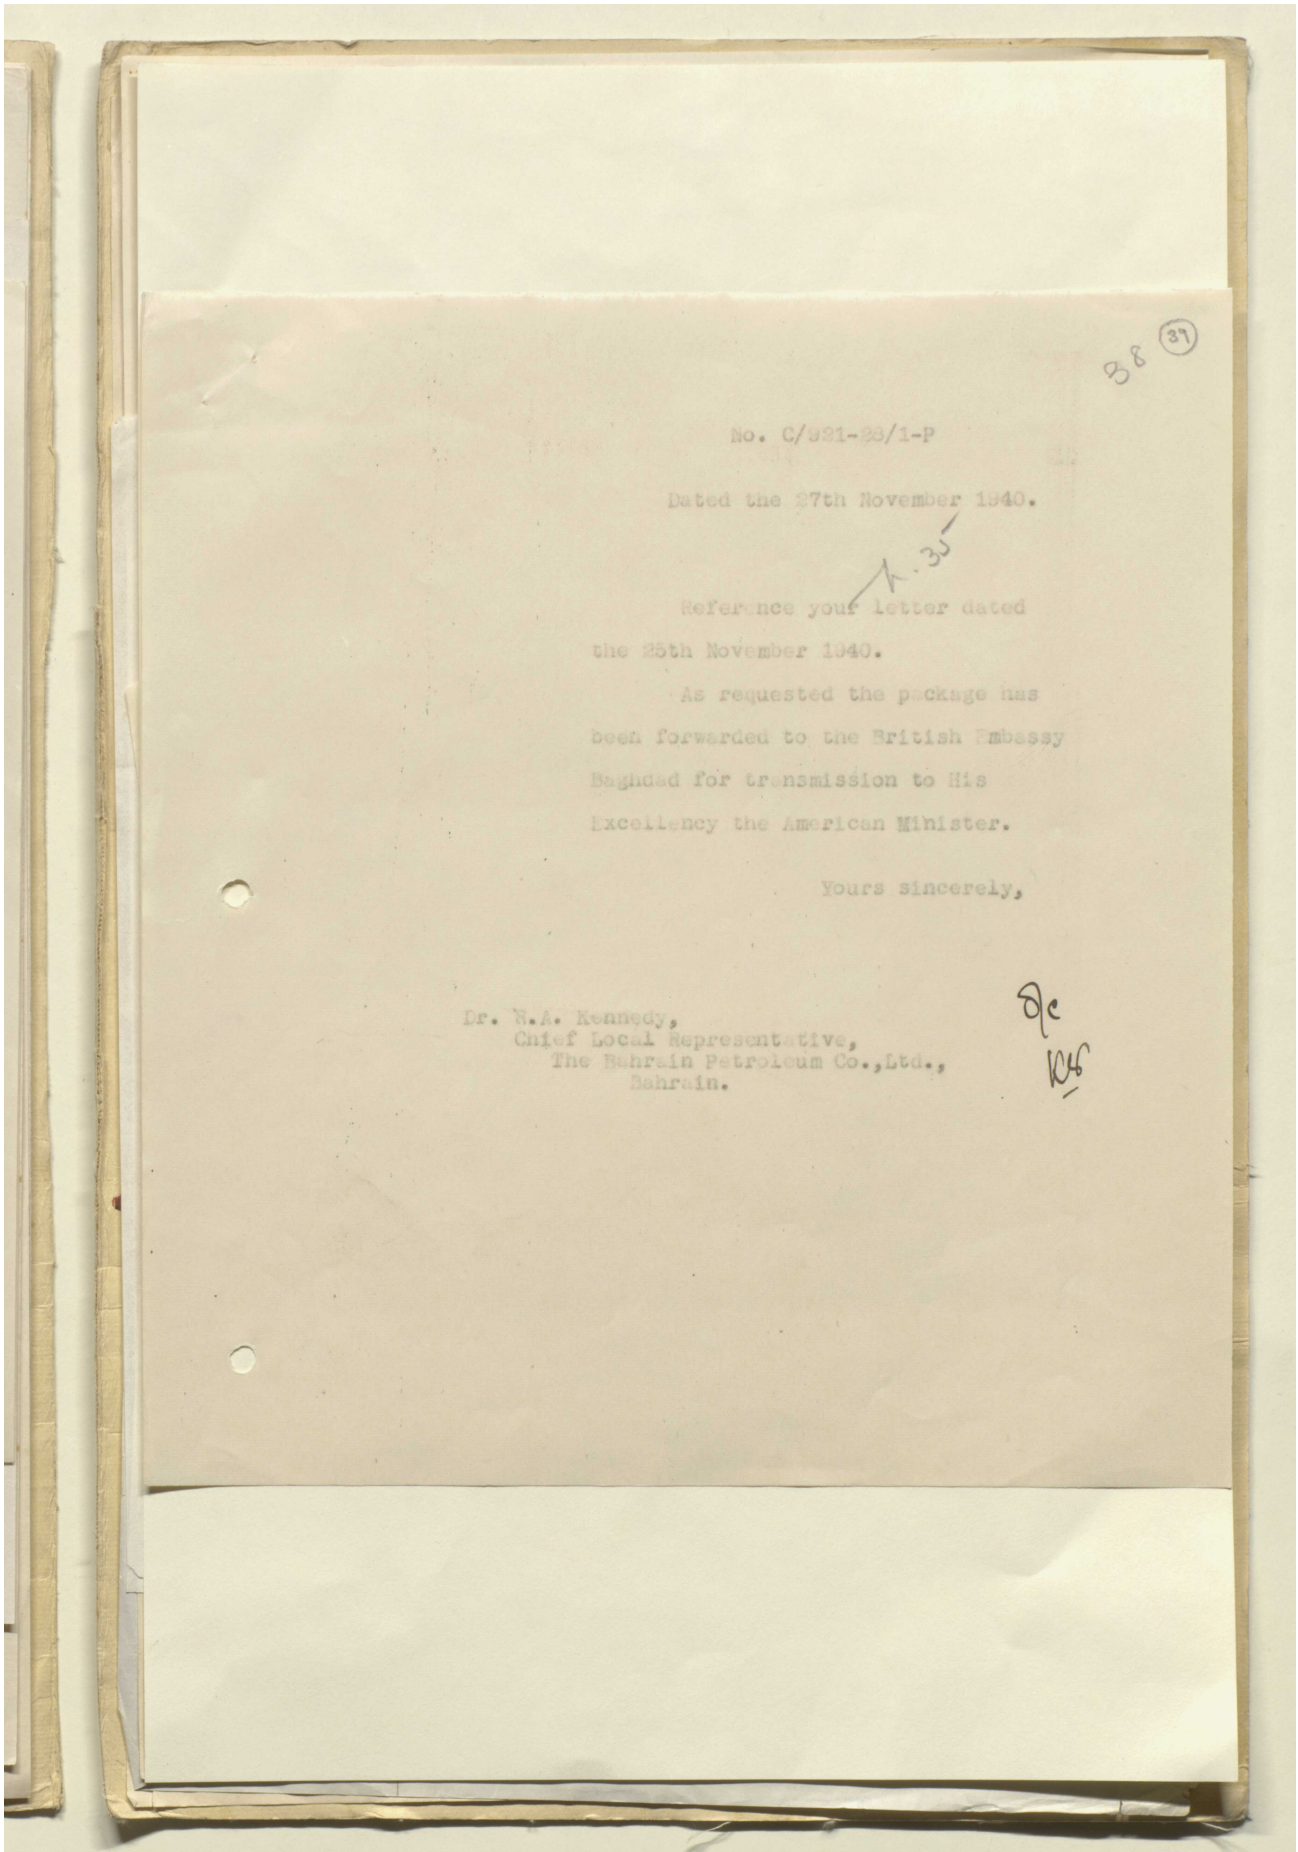 38 39
No. C/921-28/1-P
Dated the 27th November 1940.
p. 35
Reference your letter dated
the 25th November 1940.
As requested the package has
been forwarded to the British Embassy
Baghdad for transmission to His
Excellency the American Minister.
Yours sincerely,
Dr. R.A. Kennedy,
Chief Local Representative,
The Bahrain Petroleum Co.,Ltd.,
Bahrain.